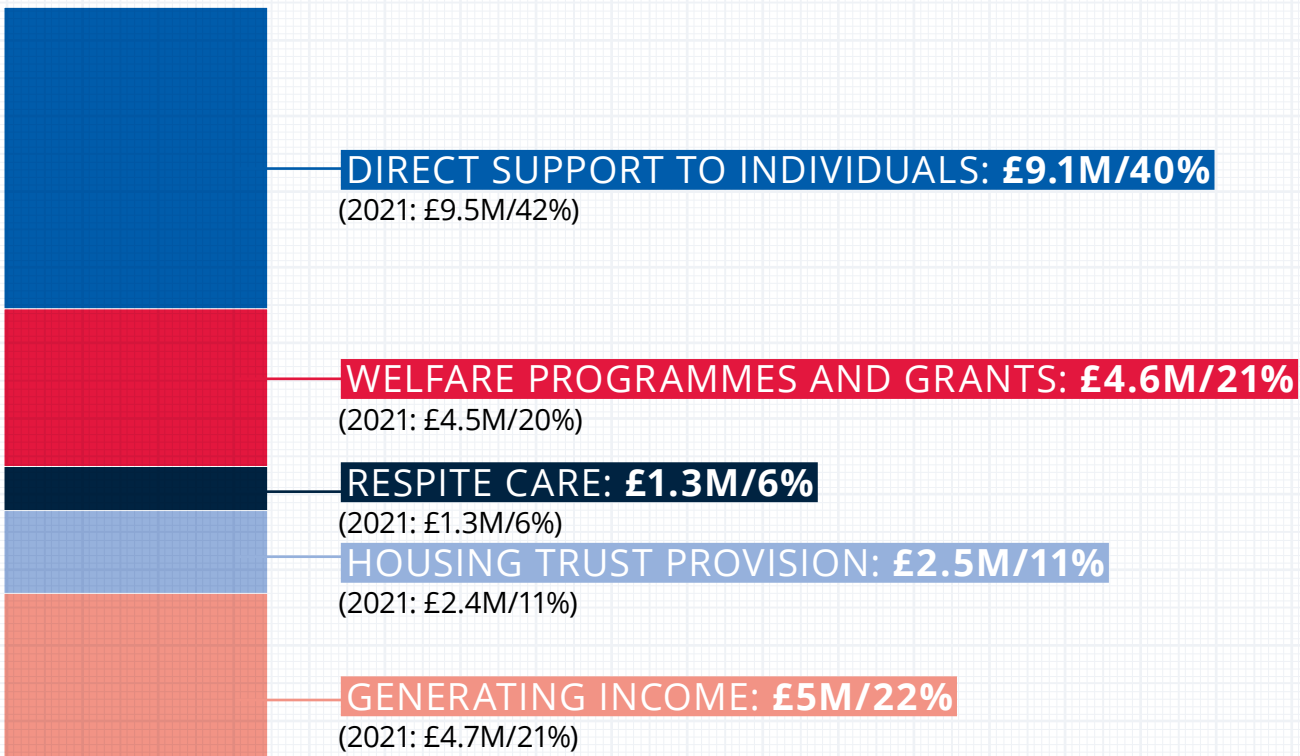 DIRECT SUPPORT TO INDIVIDUALS: £9.1M/40%
(2021: £9.5M/42%)
WELFARE PROGRAMMES AND GRANTS: £4.6M/21%
(2021: £4.5M/20%)
RESPITE CARE: £1.3M/6%
(2021: £1.3M/6%)
HOUSING TRUST PROVISION: £2.5M/11%
(2021: £2.4M/11%)
GENERATING INCOME: £5M/22%
(2021: £4.7M/21%)